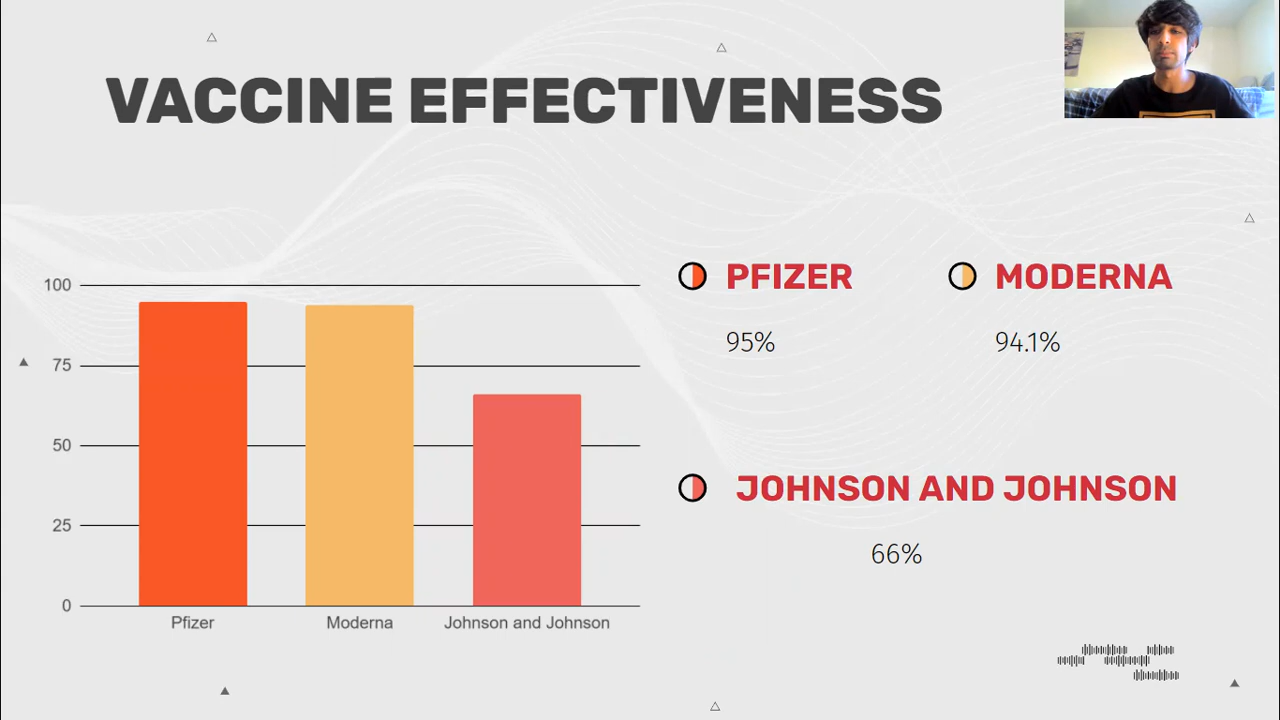 VACCINE EFFECTIVENESS
100
75
50
25
0
Pfizer
Moderna
Johnson and Johnson
PFIZER
95%
MODERNA
94.1%
JOHNSON AND JOHNSON
66%